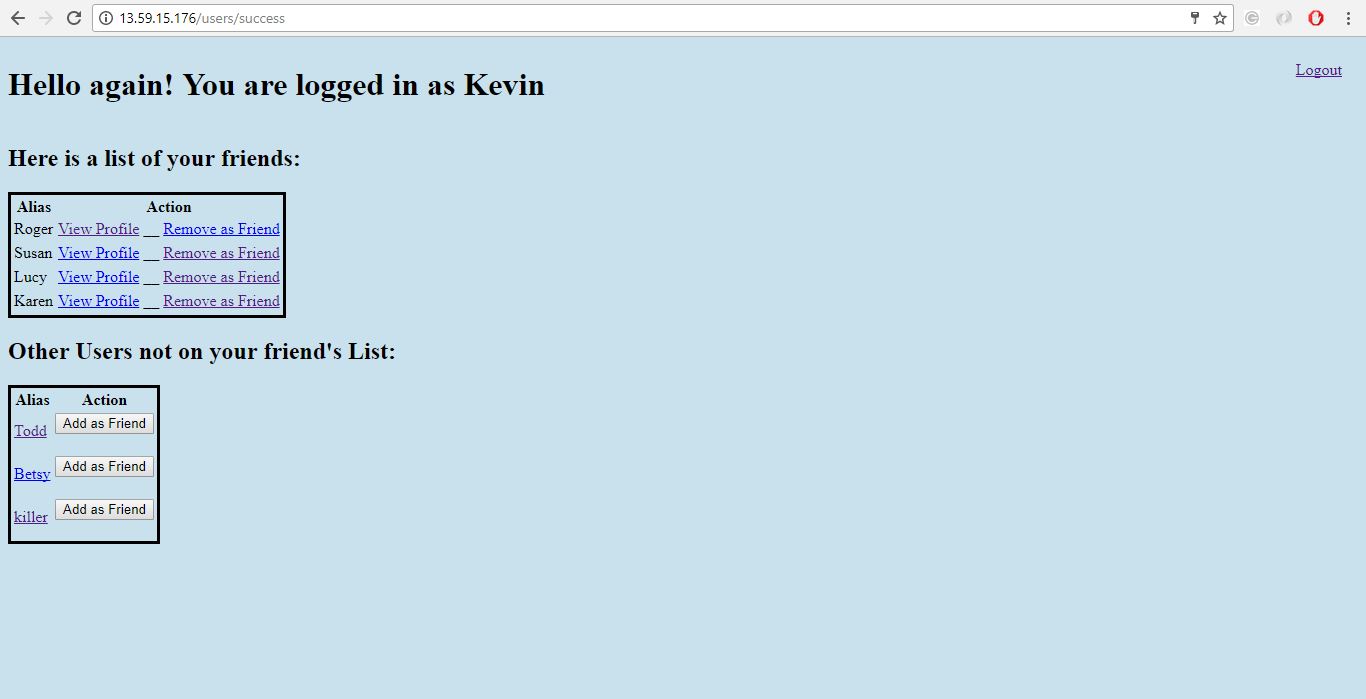 13.59.15.176/users/success
Logout
Hello again! You are logged in as Kevin
Here is a list of your friends:
Alias Action
Roger View Profile __ Remove as Friend
Susan View Profile __ Remove as Friend
Lucy View Profile __ Remove as Friend
Karen View Profile __ Remove as Friend
Other Users not on your friend's List:
Alias Action
Todd Add as Friend
Betsy Add as Friend
killer Add as Friend